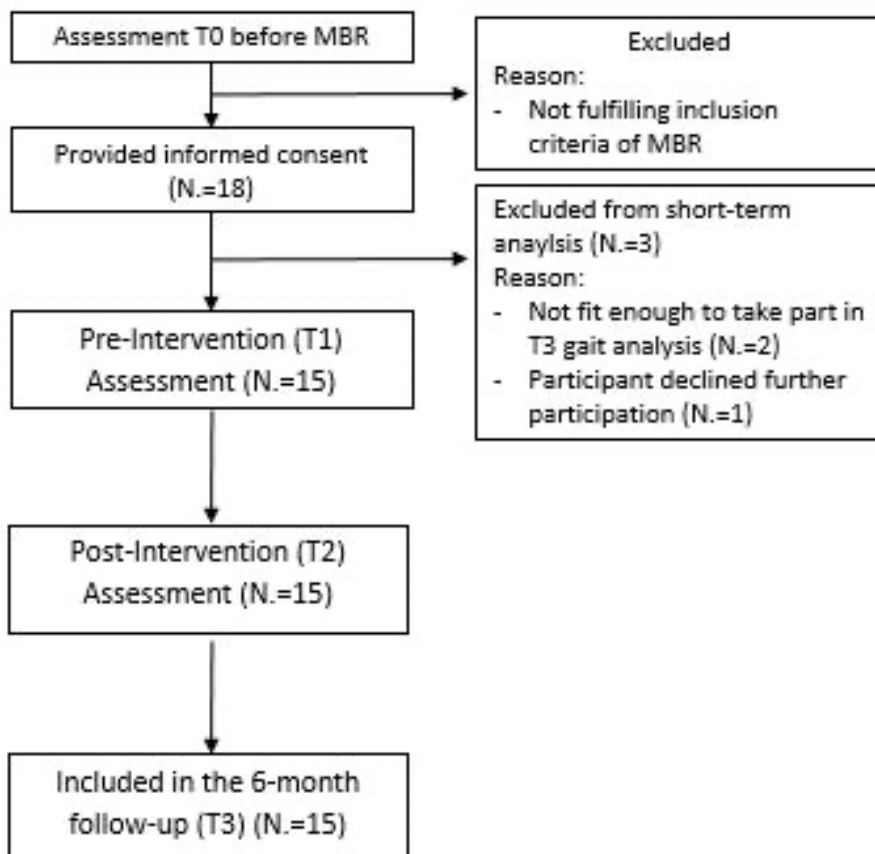 Assessment T0 before MBR
Excluded
Reason:
- Not fulfilling inclusion
criteria of MBR
Provided informed consent
(N.=18)
Excluded from short-term
anaylsis (N.=3)
Reason:
- Not fit enough to take part in
T3 gait analysis (N.=2)
- Participant declined further
participation (N.=1)
Pre-Intervention (T1)
Assessment (N.=15)
Post-Intervention (T2)
Assessment (N.=15)
Included in the 6-month
follow-up (T3) (N.=15)